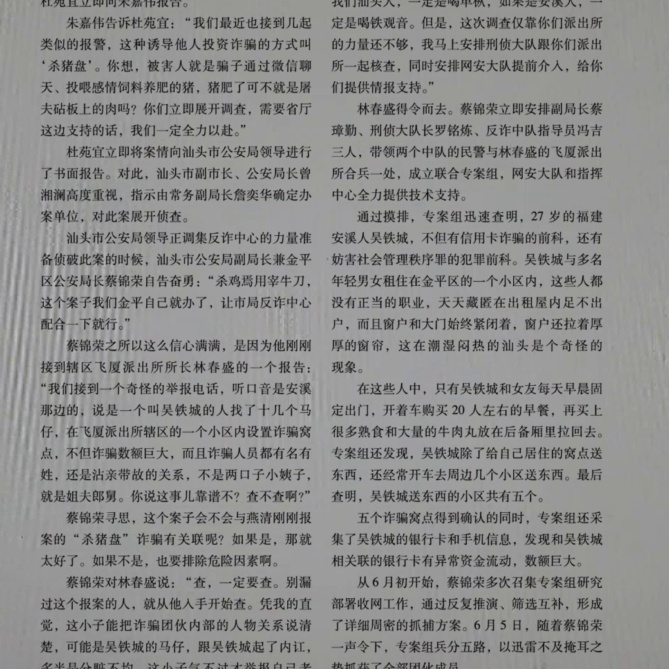 杜苑宜立即向朱嘉伟报告。
朱嘉伟告诉杜苑宜：“我们最近也接到几起
类似的报警，这种诱导他人投资诈骗的方式叫
‘杀猪盘’。你想，被害人就是骗子通过微信聊
天、投喂感情饲料养肥的猪，猪肥了可不就是屠
夫砧板上的肉吗？你们立即展开调查，需要省厅
这边支持的话，我们一定全力以赴。”
杜苑宜立即将案情向汕头市公安局领导进行
了书面报告。对此，汕头副市长、公安局局长曾
湘澜高度重视，指示由常务副局长詹奕华确定办
案单位，对此案展开侦查。
汕头市公安局领导正调集反诈中心的力量准
备侦破此案的时候，汕头市公安局副局长兼金平
区公安局长蔡锦荣自告奋勇：“杀鸡焉用宰牛刀，
这个案子我们金平自己就办了，让市局反诈中心
配合一下就行。”
蔡锦荣之所以这么信心满满，是因为他刚刚
接到辖区飞厦派出所所长林春盛的一个报告：
“我们接到一个奇怪的举报电话，听口音是安溪
那边的，说是一个叫吴铁城的人找了十几个马
仔，在飞厦派出所辖区的一个小区内设置诈骗窝
点，不但诈骗数额巨大，而且诈骗人员都有名有
姓，还是沾亲带故的关系，不是两口子小姨子，
就是姐夫郎舅。你说这事儿靠谱不？查不查啊？”
蔡锦荣寻思，这个案子会不会与燕清刚刚报
案的“杀猪盘”诈骗有关联呢？如果是，那就
太好了。如果不是，也要排除危险因素啊。
蔡锦荣对林春盛说：“查，一定要查。别漏
过这个报案的人，就从他入手开始查。凭我的直
觉，这小子能把诈骗团伙内部的人物关系说清
楚，可能是吴铁城的马仔，跟吴铁城起了内讧，
多半是分赃不均，这小子气不过才举报自己老
我们汕头人，一定是喝单枞，如果是安溪人，一
定是喝铁观音。但是，这次调查仅靠你们派出所
的力量还不够，我马上安排刑侦大队跟你们派出
所一起核查，同时安排网安大队提前介入，给你
们提供情报支持。”
林春盛得令而去。蔡锦荣立即安排副局长蔡
璋勤、刑侦大队长罗铭炼、反诈中队指导员冯吉
三人，带领两个中队的民警与林春盛的飞厦派出
所合兵一处，成立联合专案组，网安大队和指挥
中心全力提供技术支持。
通过摸排，专案组迅速查明，27 岁的福建
安溪人吴铁城，不但有信用卡诈骗的前科，还有
妨害社会管理秩序罪的犯罪前科。吴铁城与多名
年轻男女租住在金平区的一个小区内，这些人都
没有正当的职业，天天藏匿在出租屋内足不出
户，而且窗户和大门始终紧闭着，窗户还拉着厚
厚的窗帘，这在潮湿闷热的汕头是个奇怪的
现象。
在这些人中，只有吴铁城和女友每天早晨固
定出门，开着车购买 20 人左右的早餐，再买上
很多熟食和大量的牛肉丸放在后备厢里拉回去。
专案组还发现，吴铁城除了给自己居住的窝点送
东西，还经常开车去周边几个小区送东西。最后
查明，吴铁城送东西的小区共有五个。
五个诈骗窝点得到确认的同时，专案组还采
集了吴铁城的银行卡和手机信息，发现和吴铁城
相关联的银行卡有异常资金流动，数额巨大。
从 6 月初开始，蔡锦荣多次召集专案组研究
部署收网工作，通过反复推演、筛选互补，形成
了详细周密的抓捕方案。6 月 5 日，随着蔡锦荣
一声令下，专案组兵分五路，以迅雷不及掩耳之
势抓获了全部团伙成员。